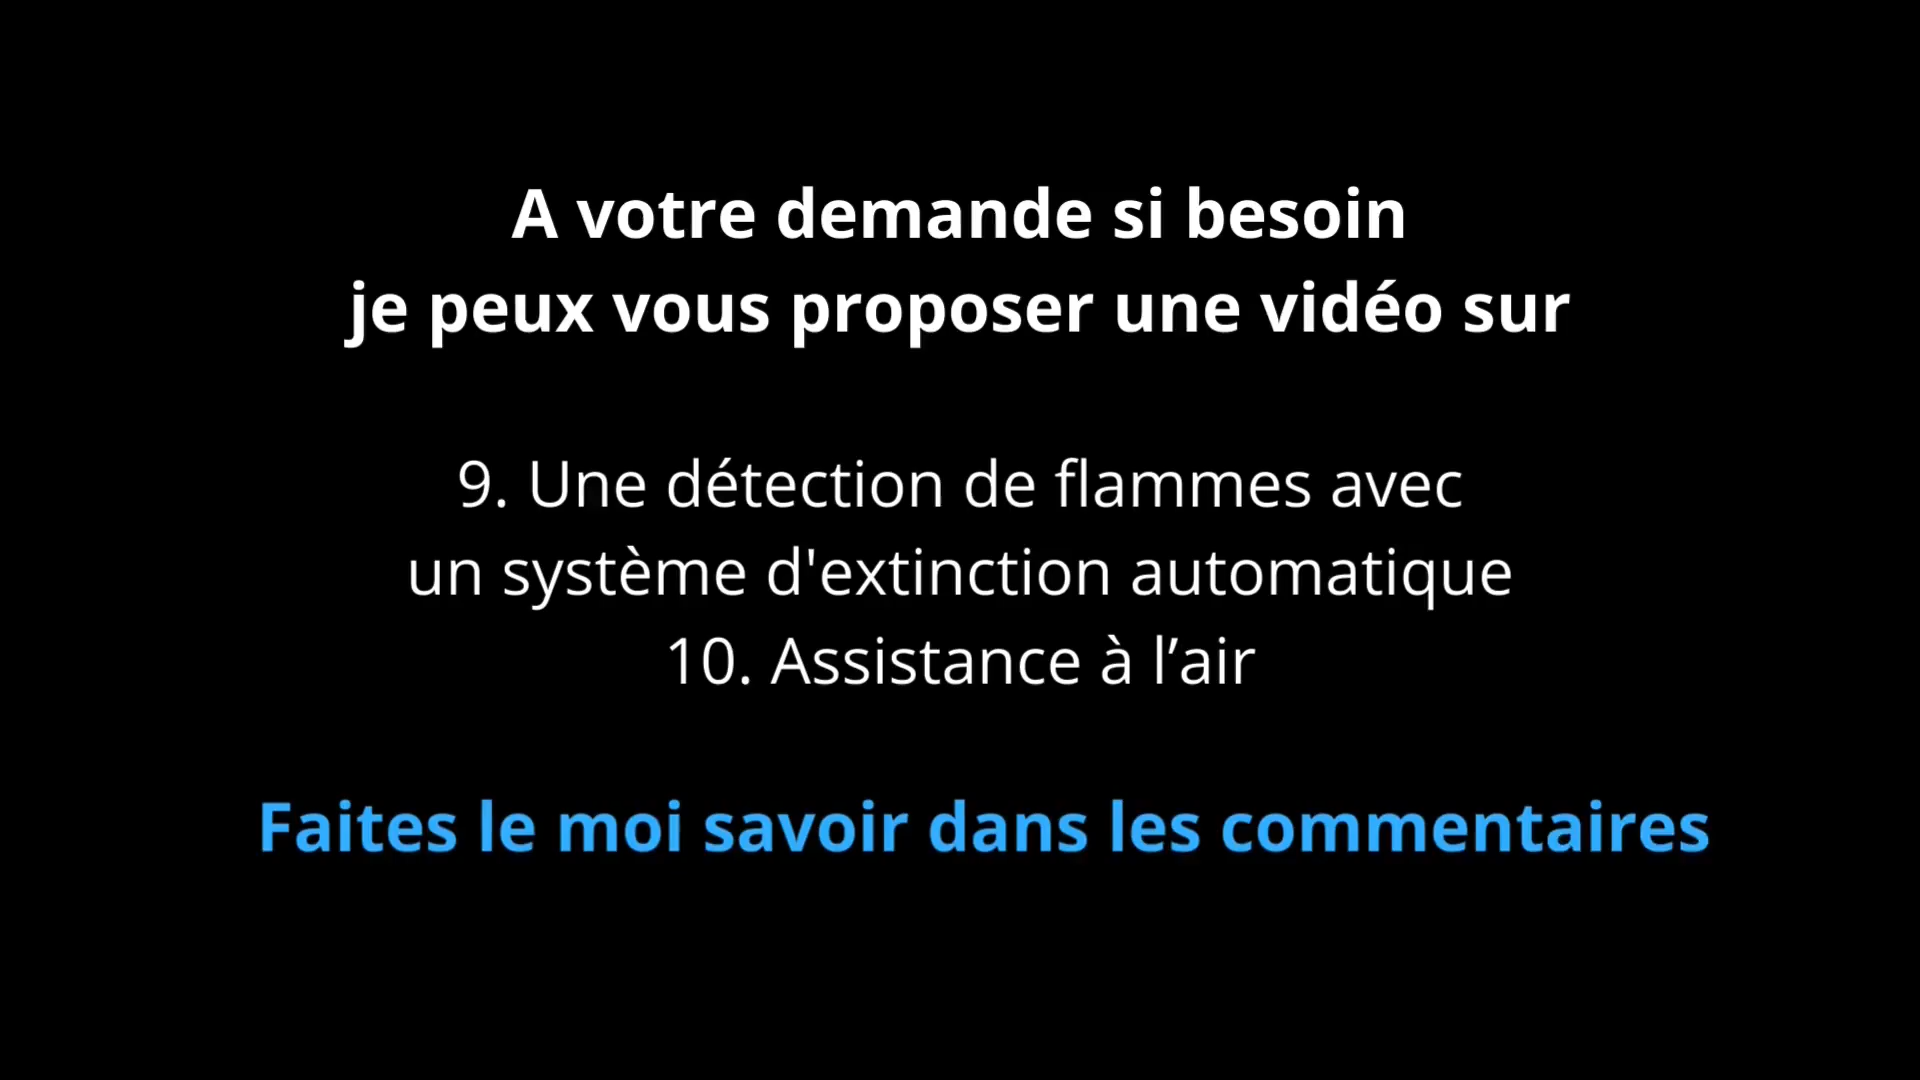 A votre demande si besoin
je peux vous proposer une vidéo sur
9. Une détection de flammes avec
un système d'extinction automatique
10. Assistance à l’air
Faites le moi savoir dans les commentaires